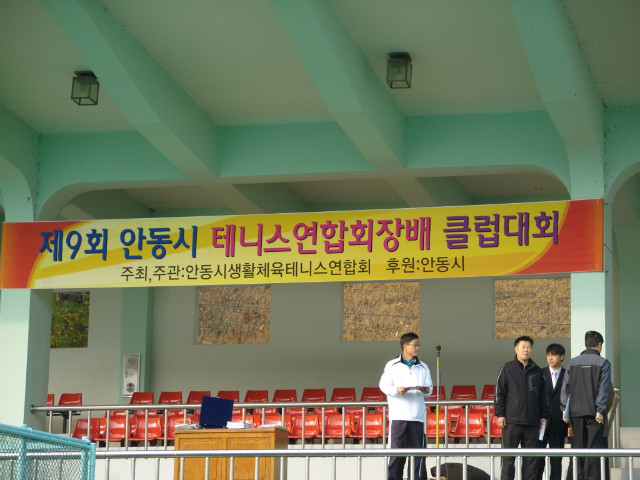 제9회 안동시 테니스연합회장배 클럽대회
주최,주관:안동시생활체육테니스연합회 후원:안동시